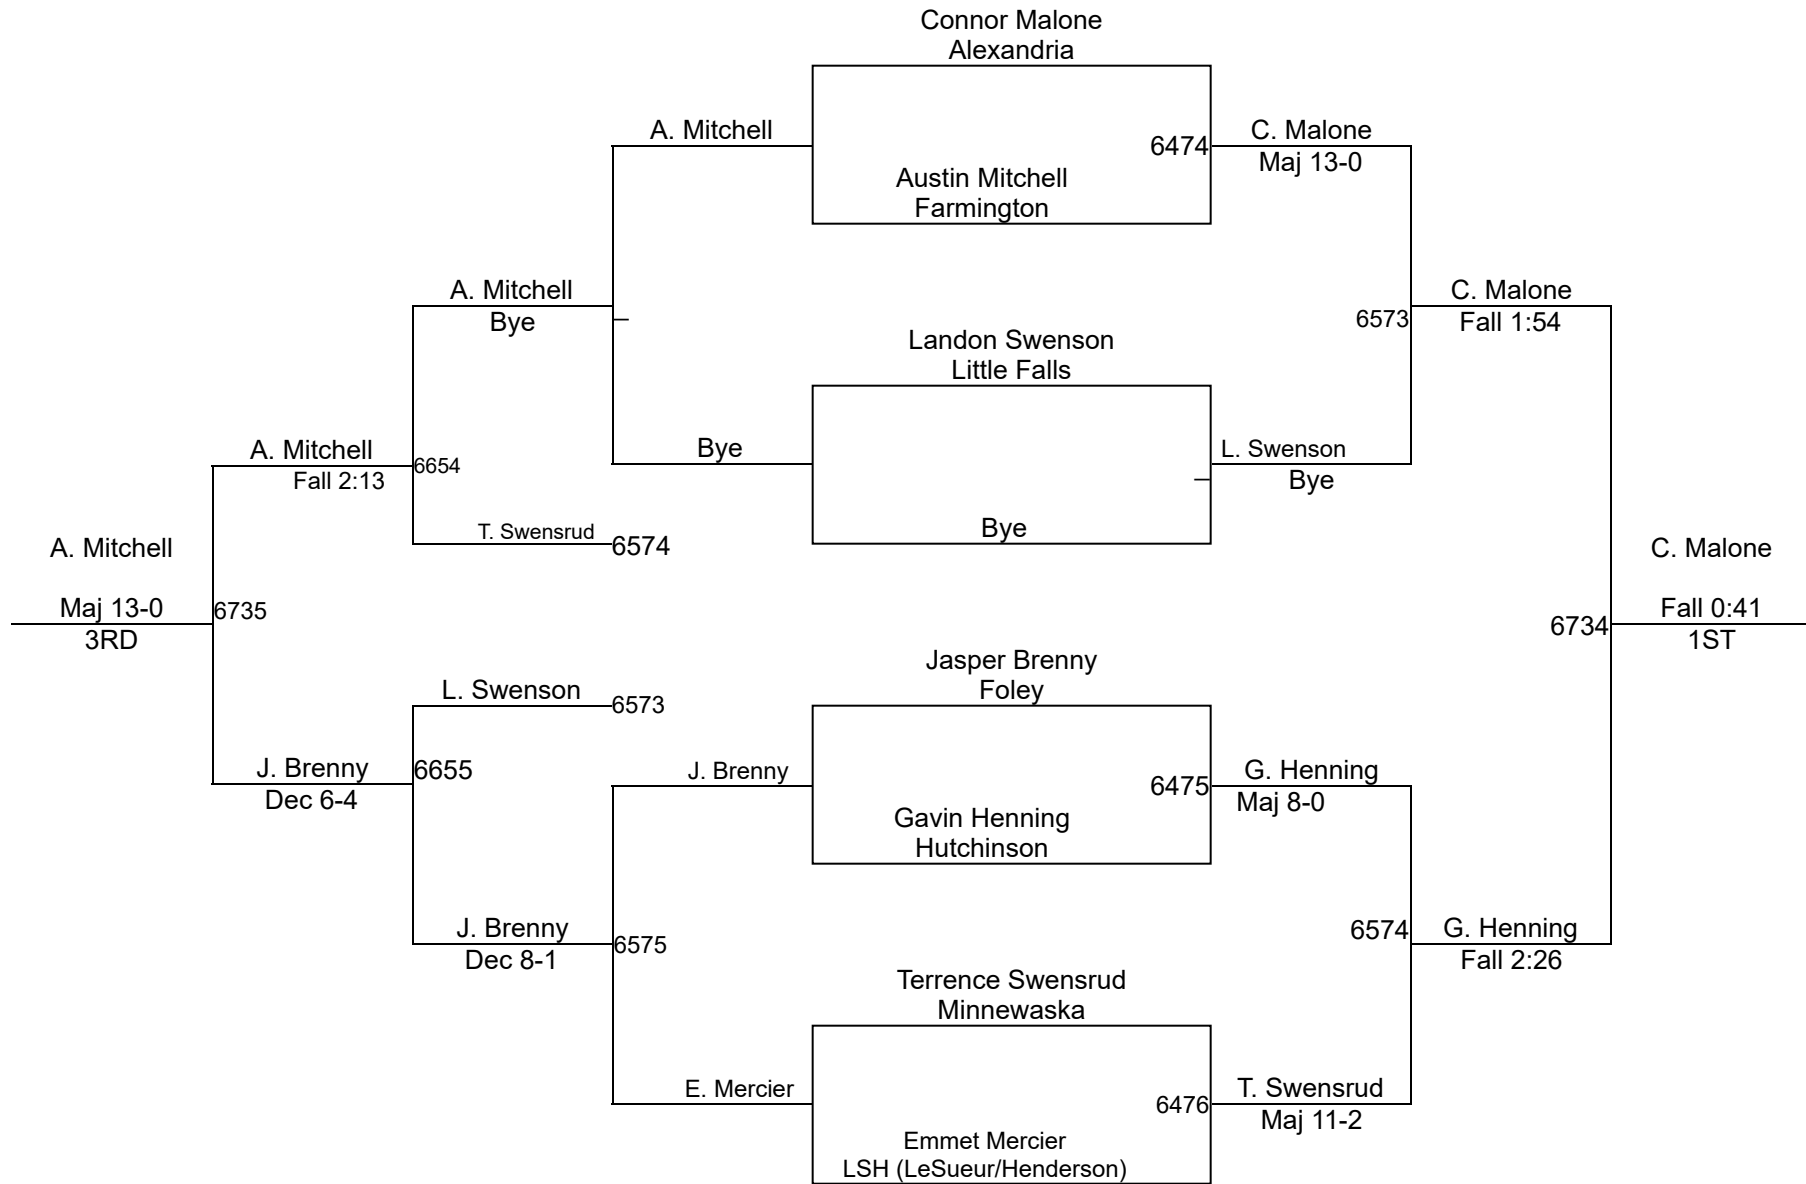 Connor Malone
Alexandria
A. Mitchell
6474
C. Malone
Maj 13-0
Austin Mitchell
Farmington
A. Mitchell
Bye
C. Malone
6573
Fall 1:54
Landon Swenson
Little Falls
A. Mitchell
6654
Fall 2:13
Bye
L. Swenson
Bye
T. Swensrud
6574
Bye
A. Mitchell
Maj 13-0
3RD
6735
C. Malone
6734
Fall 0:41
1ST
Jasper Brenny
Foley
L. Swenson
6573
J. Brenny
6655
Dec 6-4
J. Brenny
6475
G. Henning
Maj 8-0
Gavin Henning
Hutchinson
J. Brenny
6575
Dec 8-1
6574
G. Henning
Fall 2:26
Terrence Swensrud
Minnewaska
E. Mercier
6476
T. Swensrud
Maj 11-2
Emmet Mercier
LSH (LeSueur/Henderson)